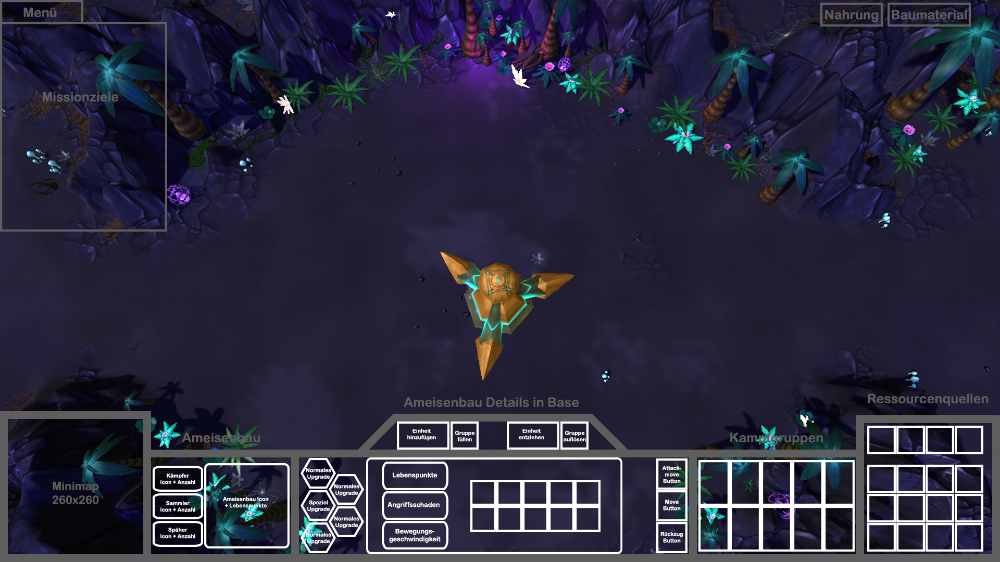 Menü
Nahrung
Baumaterial
Missionziele
Ressourcenquellen
Ameisenbau Details in Base
Ameisenbau
Kampfgruppen
Einheit
hinzufügen
Gruppe
füllen
Einheit
entziehen
Gruppe
auflösen
Minimap
260x260
Kämpfer
Icon + Anzahl
Sammler
Icon + Anzahl
Späher
Icon + Anzahl
Ameisenbau Icon
+ Lebenspunkte
Normales
Upgrade
Normales
Upgrade
Spezial
Upgrade
Normales
Upgrade
Normales
Upgrade
Lebenspunkte
Angriffsschaden
Bewegungs-
geschwindigkeit
Attack-
move
Button
Move
Button
Rückzug
Button